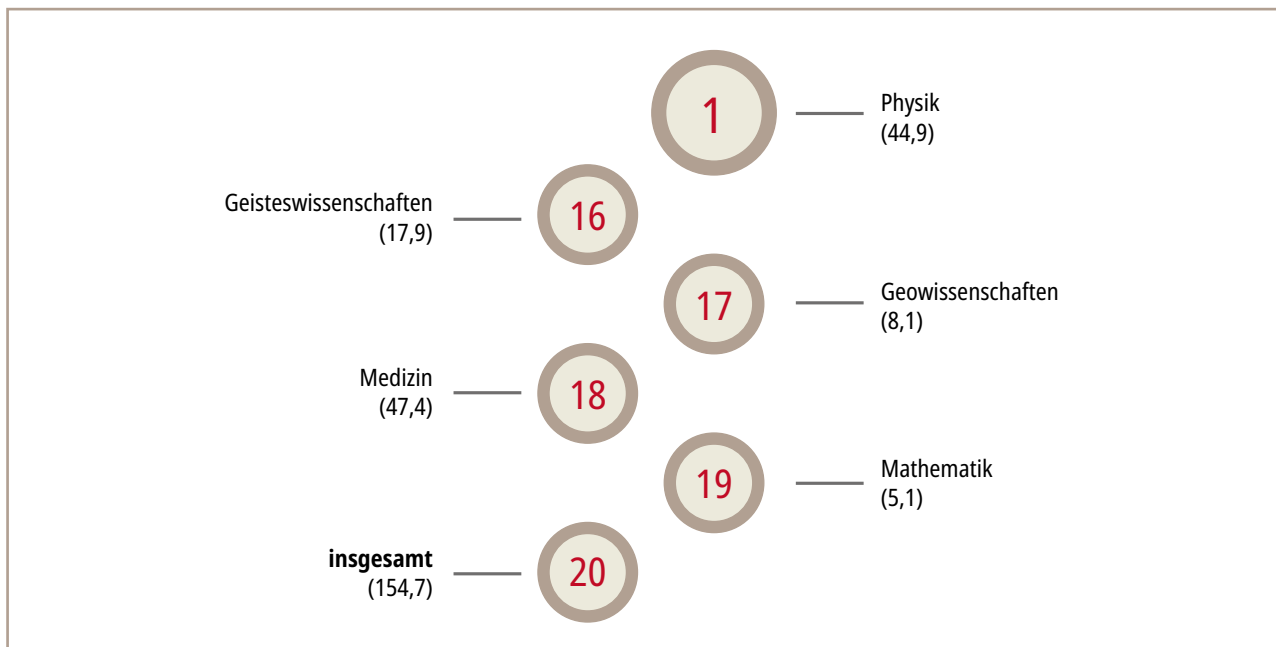 1
Physik
(44,9)
Geisteswissenschaften
(17,9)
16
17
Geowissenschaften
(8,1)
Medizin
(47,4)
18
19
Mathematik
(5,1)
insgesamt
(154,7)
20